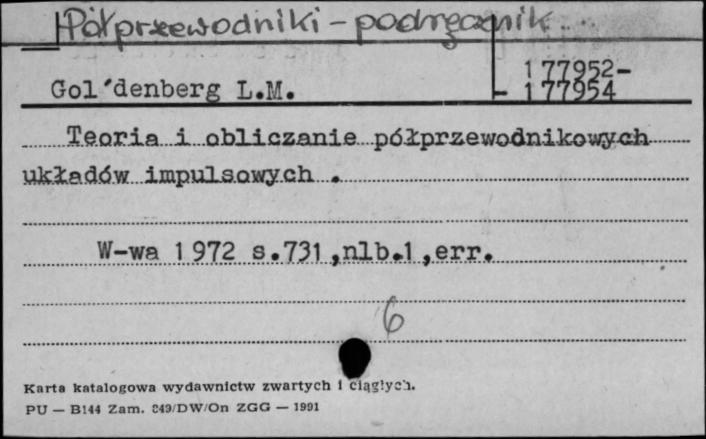 Półprzewodniki - podręcznik
177952-
Gol'denberg L.M. - 177954
Teoria i obliczanie półprzewodnikowych
układów impulsowych .
W-wa 1972 s.731,nlb.1,err.
6
Karta katalogowa wydawnictw zwartych i ciągłych.
PU — B144 Zam. 849/DW/On ZGG — 1991